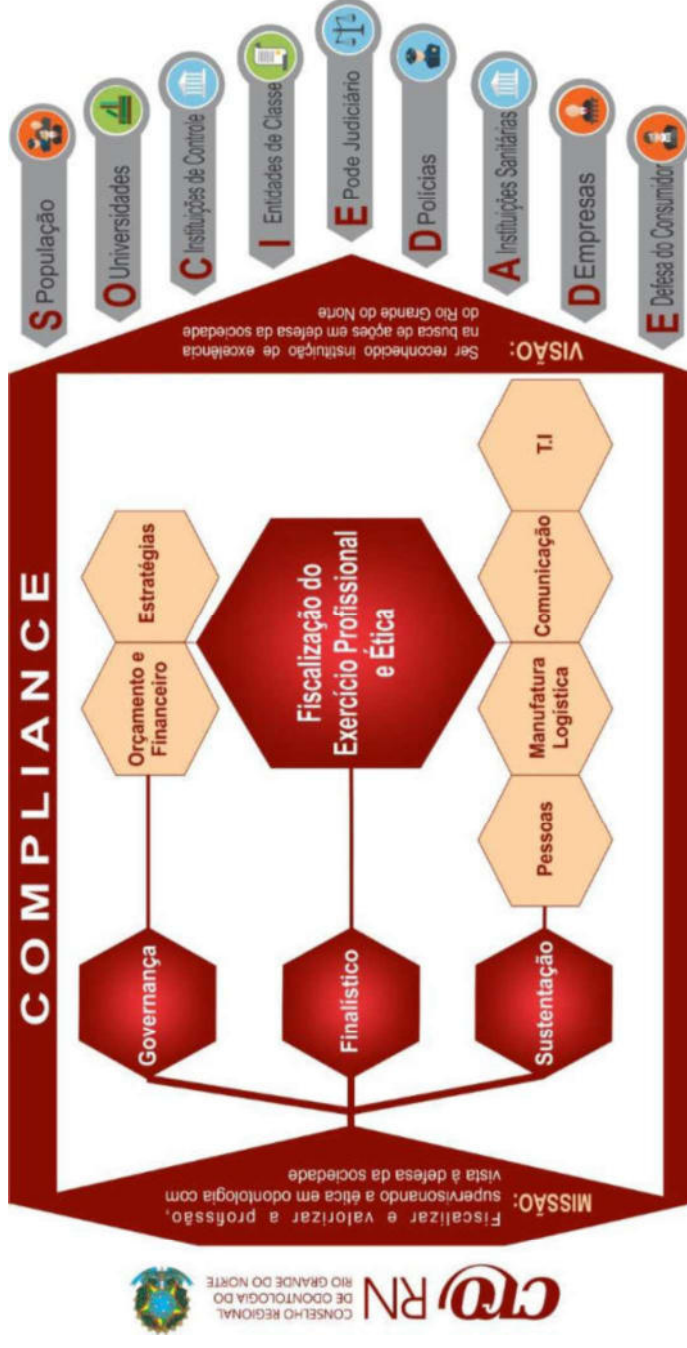 COMPLIANCE
CRO RN
CONSELHO REGIONAL
DE ODONTOLOGIA DO
RIO GRANDE DO NORTE
MISSÃO:
Fiscalizar e valorizar a profissão,
supervisonando a ética em odontologia com
vista à defesa da sociedade
Governança
Orçamento e
Financeiro
Estratégias
Finalístico
Fiscalização do
Exercício Profissional
e Ética
Sustentação
Pessoas
Manufatura
Logística
Comunicação
T.I
VISÃO:
Ser reconhecido instituição de excelência
na busca de ações em defesa da sociedade
do Rio Grande do Norte
S População
O Universidades
C Instituições de Controle
I Entidades de Classe
E Pode Judiciário
D Polícias
A Instituições Sanitárias
D Empresas
E Defesa do Consumidor